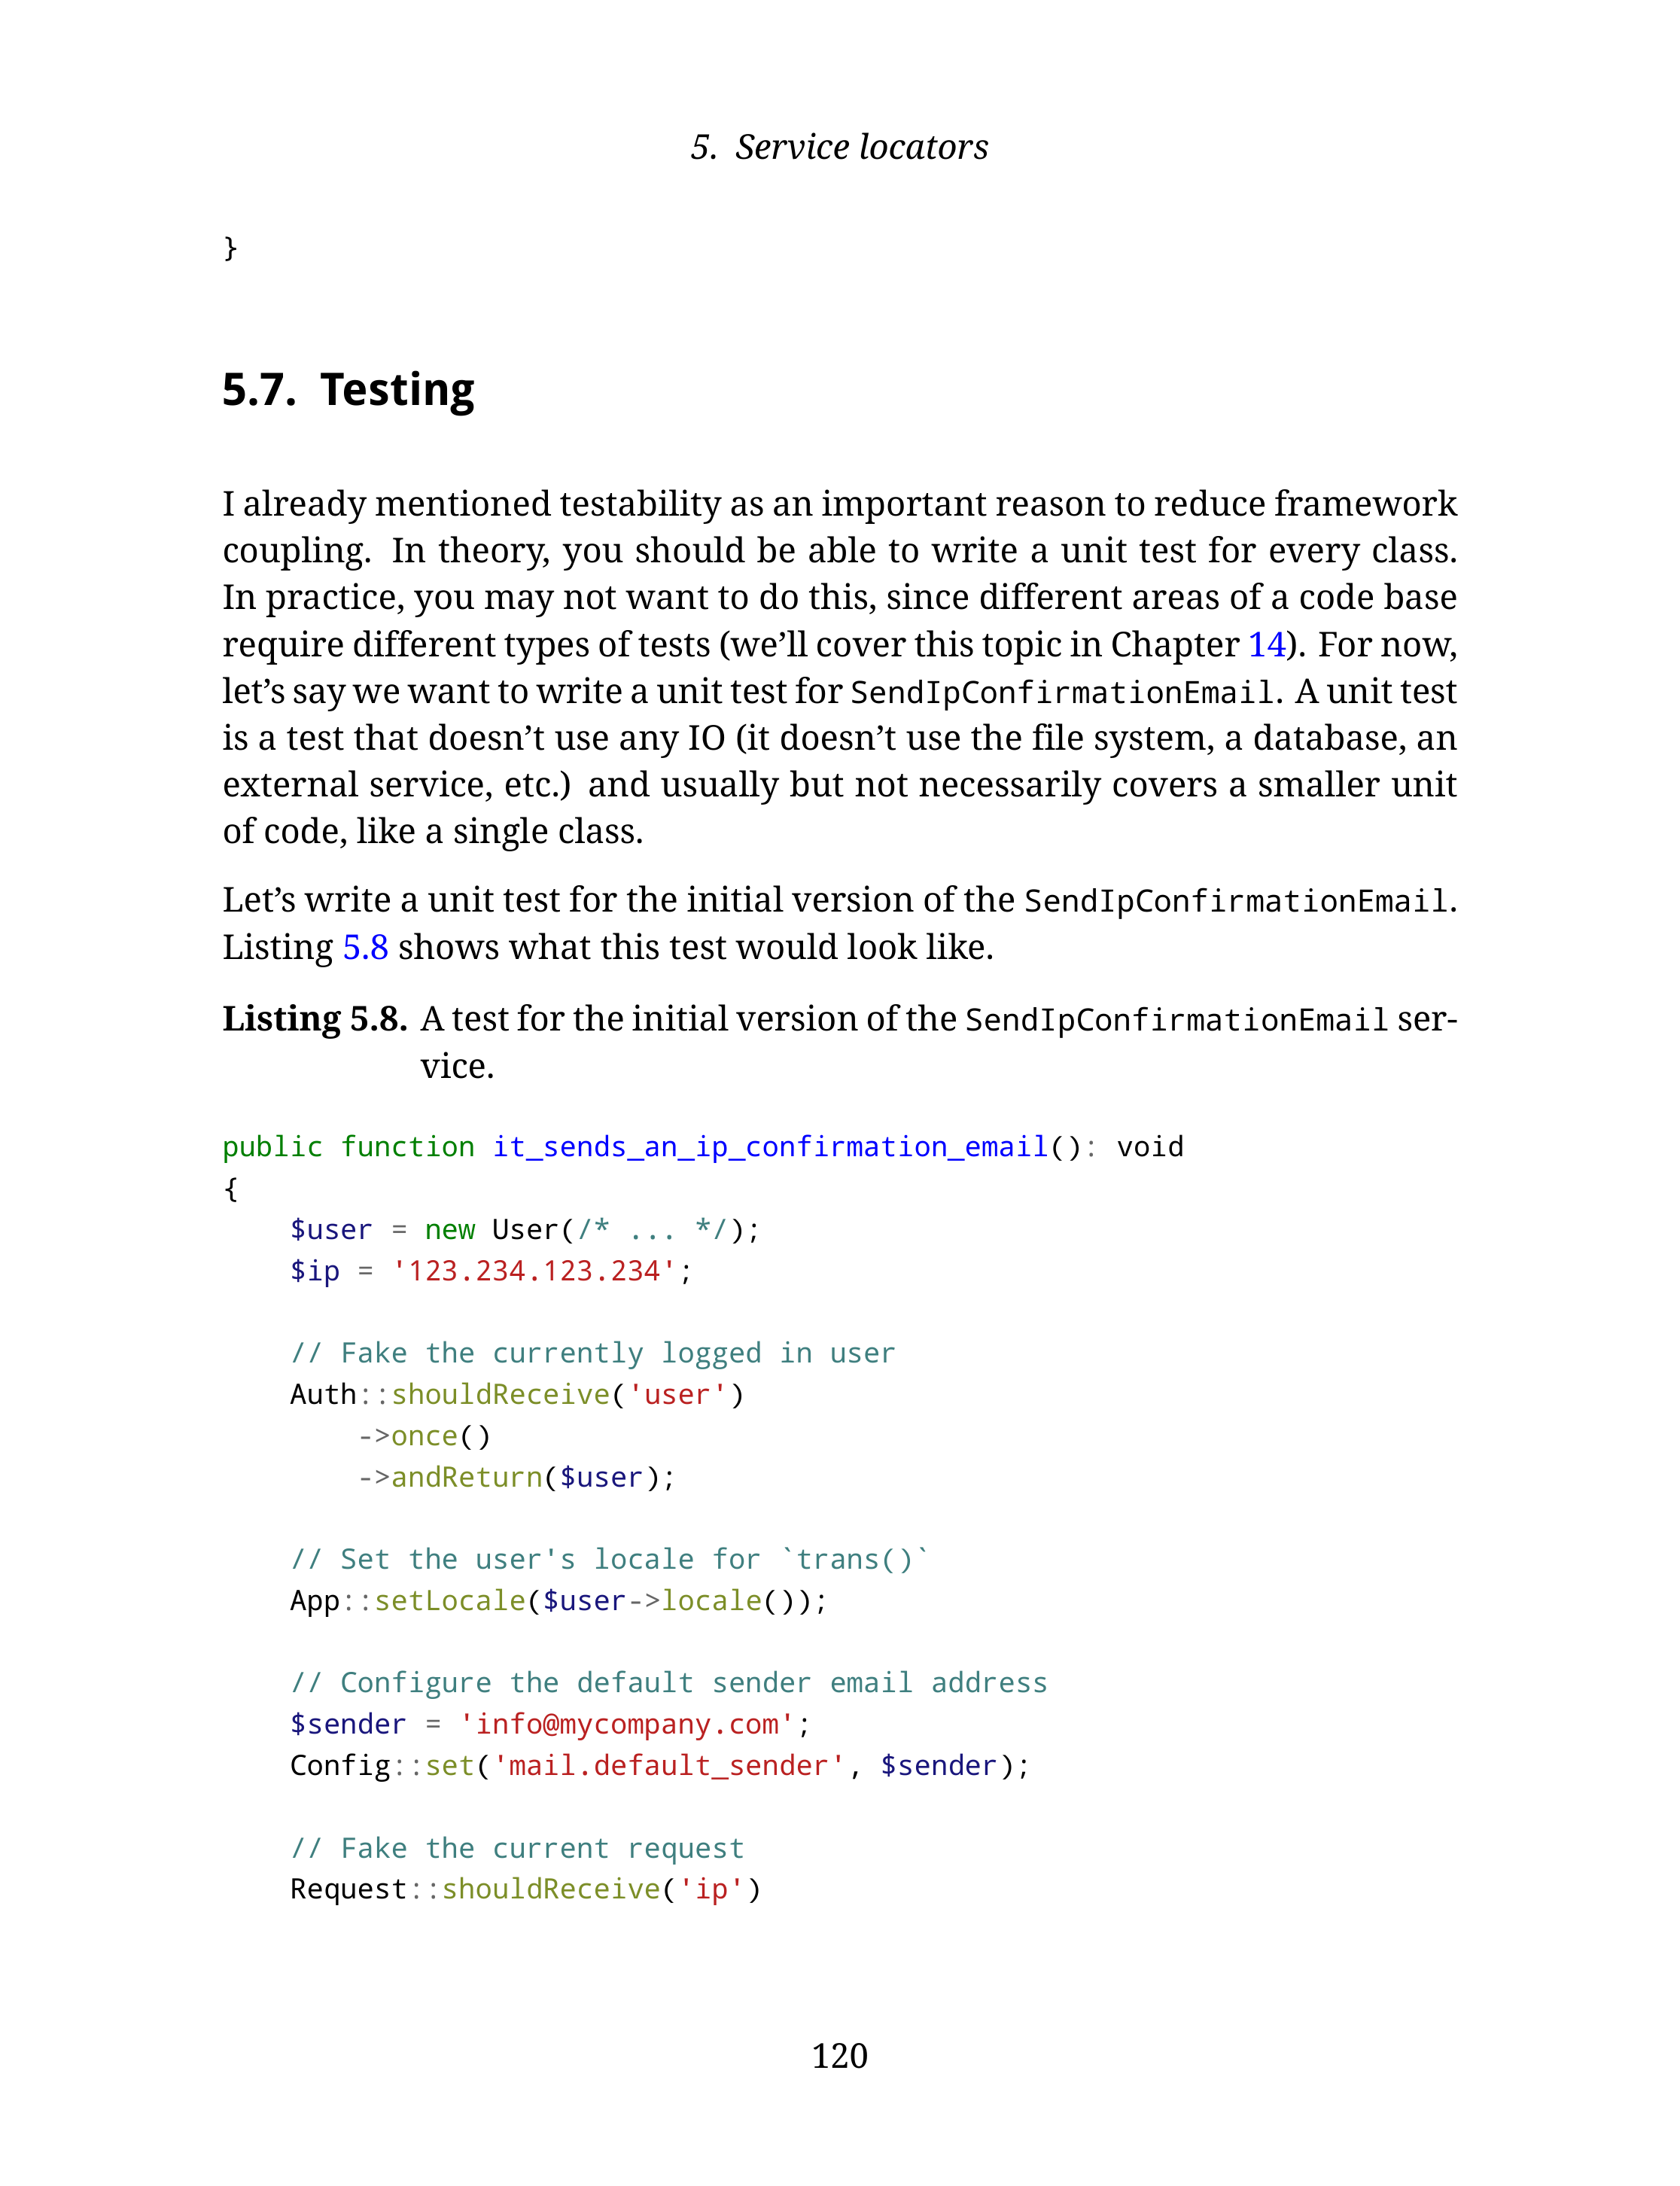 5. Service locators
}
5.7. Testing
I already mentioned testability as an important reason to reduce framework
coupling. In theory, you should be able to write a unit test for every class.
In practice, you may not want to do this, since different areas of a code base
require different types of tests (we’ll cover this topic in Chapter 14). For now,
let’s say we want to write a unit test for SendIpConfirmationEmail. A unit test
is a test that doesn’t use any IO (it doesn’t use the file system, a database, an
external service, etc.) and usually but not necessarily covers a smaller unit
of code, like a single class.
Let’s write a unit test for the initial version of the SendIpConfirmationEmail.
Listing 5.8 shows what this test would look like.
Listing 5.8. A test for the initial version of the SendIpConfirmationEmail ser-
vice.
public function it_sends_an_ip_confirmation_email(): void
{
    $user = new User(/* ... */);
    $ip = '123.234.123.234';
    // Fake the currently logged in user
    Auth::shouldReceive('user')
        ->once()
        ->andReturn($user);
    // Set the user's locale for `trans()`
    App::setLocale($user->locale());
    // Configure the default sender email address
    $sender = 'info@mycompany.com';
    Config::set('mail.default_sender', $sender);
    // Fake the current request
    Request::shouldReceive('ip')
120